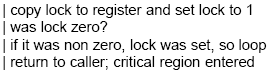 | copy lock to register and set lock to 1
| was lock zero?
| if it was non zero, lock was set, so loop
| return to caller; critical region entered